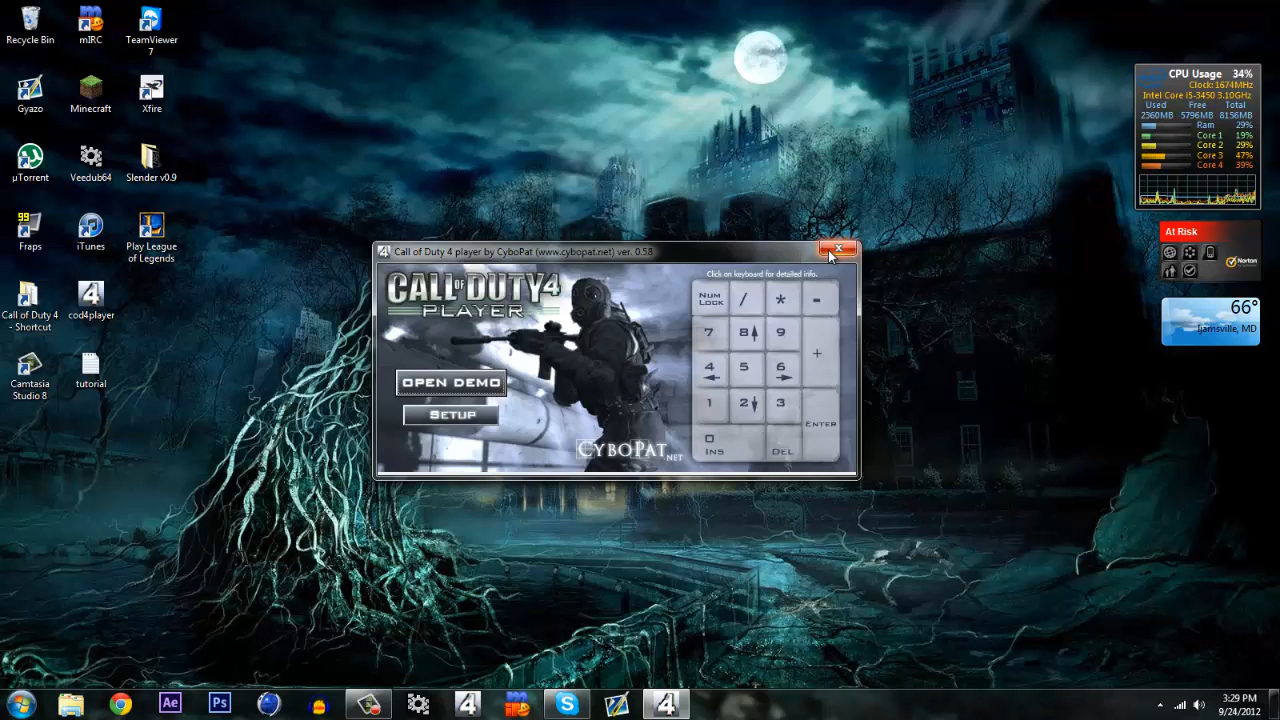 Recycle Bin
mIRC
TeamViewer
7
Gyazo
Minecraft
Xfire
µTorrent
Veedub64
Slender v0.9
99
Fraps
iTunes
Play League
of Legends
Call of Duty 4
- Shortcut
4
cod4player
Camtasia
Studio 8
tutorial
Call of Duty 4 player by CyboPat (www.cybopat.net) ver. 0.58
CALL OF DUTY 4
PLAYER
OPEN DEMO
SETUP
CYBOPAT.NET
Click on keyboard for detailed info.
NUM
LOCK
/
*
-
7
8
9
+
4
5
6
1
2
3
ENTER
0
INS
DEL
CPU Usage 34%
Clock: 1674MHz
Intel Core i5-3450 3.10GHz
Used Free Total
2360MB 5796MB 8156MB
Ram 29%
Core 1 19%
Core 2 29%
Core 3 47%
Core 4 39%
At Risk
Norton
66°
Ijamsville, MD
Ae
Ps
4
4
3:29 PM
9/24/2012